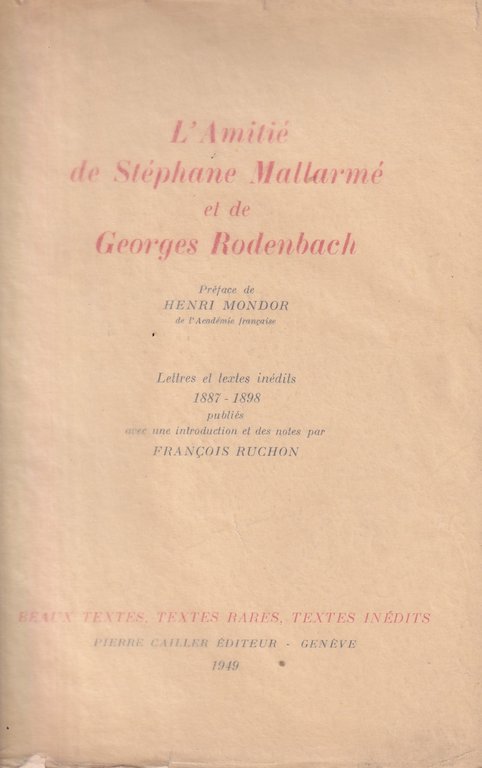 L'Amitié
de Stéphane Mallarmé
et de
Georges Rodenbach
Préface de
HENRI MONDOR
de l'Académie française
Lettres et textes inédits
1887 - 1898
publiés
avec une introduction et des notes par
FRANÇOIS RUCHON
BEAUX TEXTES, TEXTES RARES, TEXTES INÉDITS
PIERRE CAILLER ÉDITEUR - GENÈVE
1949